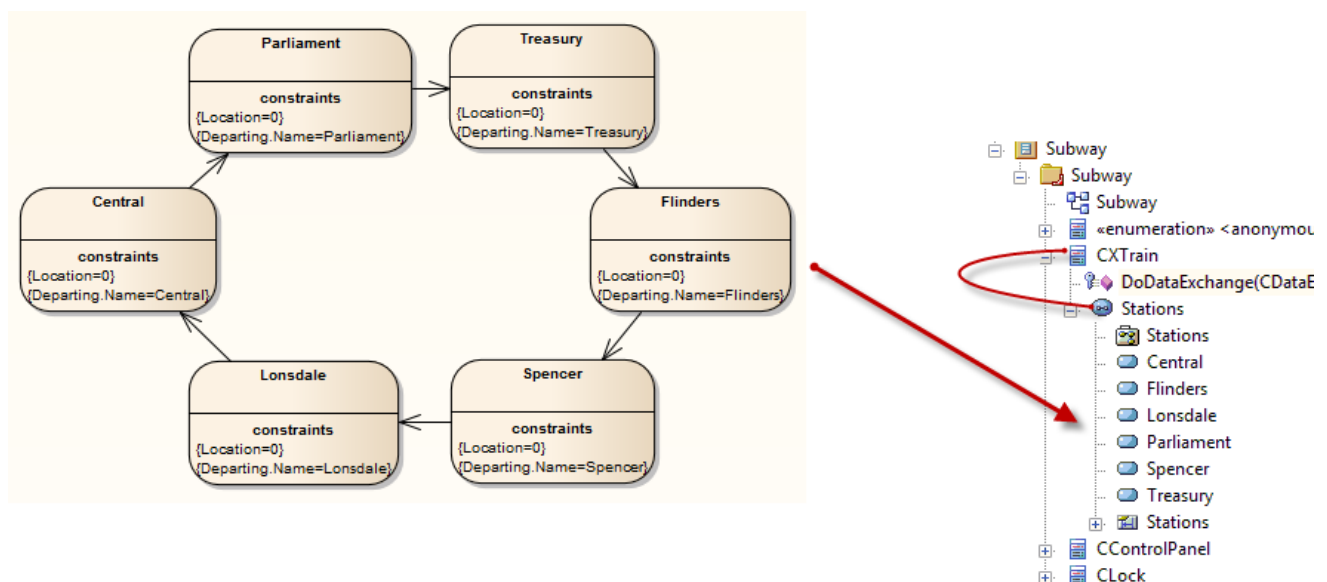 Parliament
constraints
{Location=0}
{Departing.Name=Parliament}
Treasury
constraints
{Location=0}
{Departing.Name=Treasury}
Central
constraints
{Location=0}
{Departing.Name=Central}
Flinders
constraints
{Location=0}
{Departing.Name=Flinders}
Lonsdale
constraints
{Location=0}
{Departing.Name=Lonsdale}
Spencer
constraints
{Location=0}
{Departing.Name=Spencer}
Subway
Subway
Subway
«enumeration» <anonymou
CXTrain
DoDataExchange(CDataE
Stations
Stations
Central
Flinders
Lonsdale
Parliament
Spencer
Treasury
Stations
CControlPanel
CLock